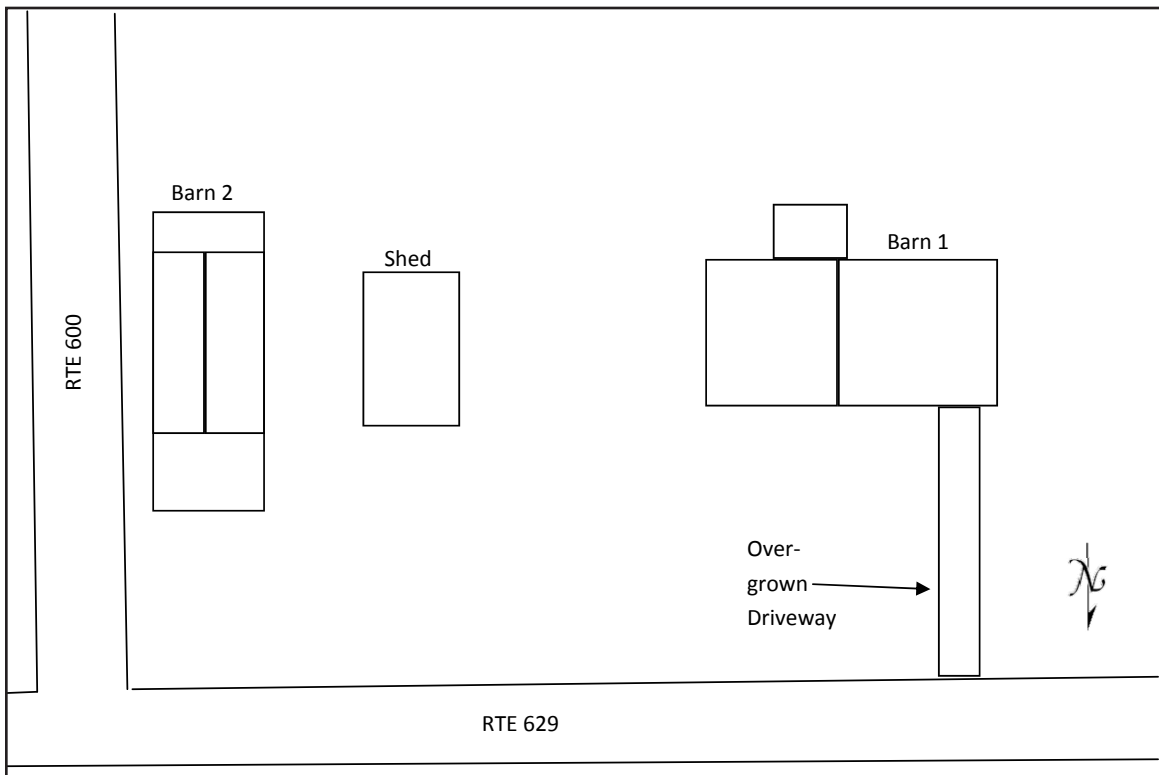 Barn 2
Barn 1
Shed
RTE 600
Over-
grown
Driveway
N
RTE 629